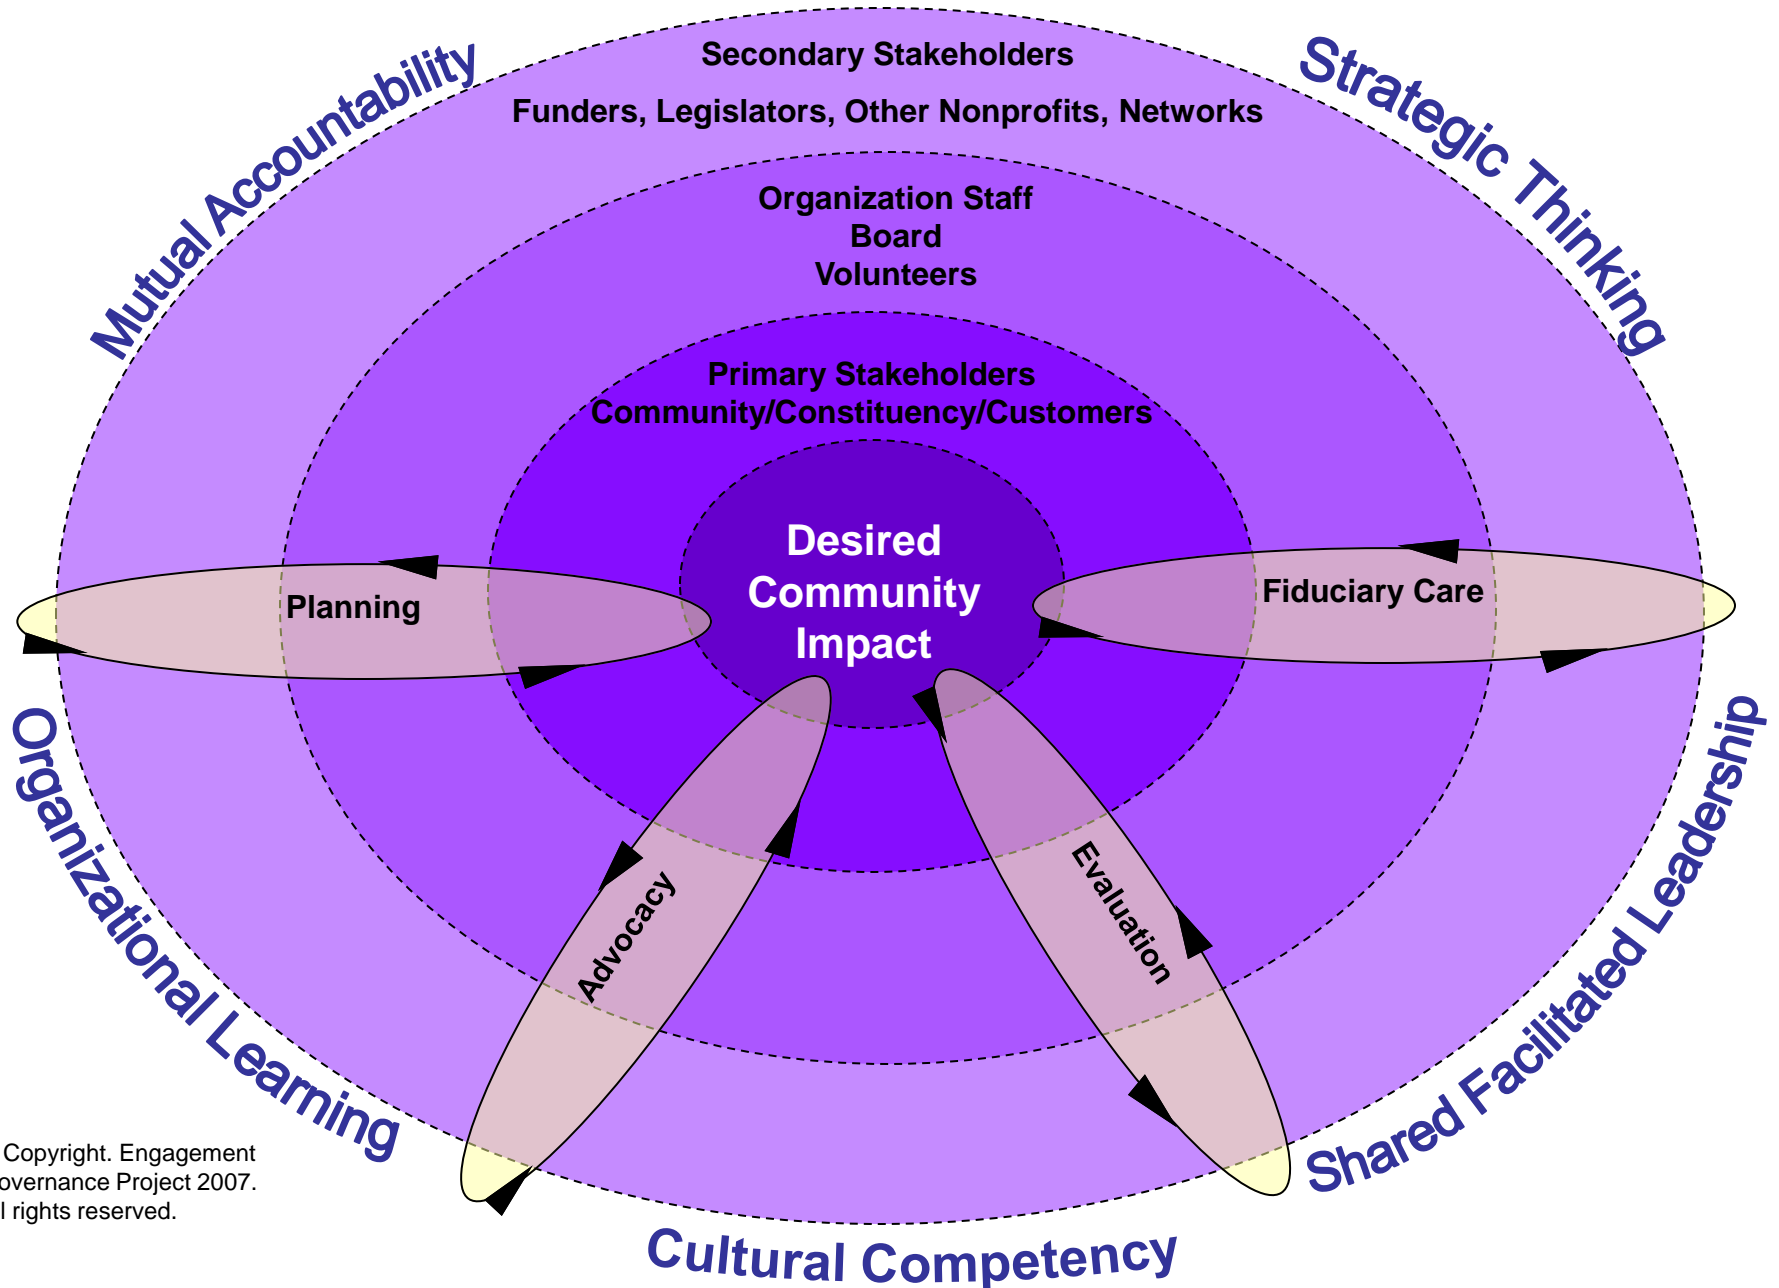 Mutual Accountability
Strategic Thinking
Secondary Stakeholders
Funders, Legislators, Other Nonprofits, Networks
Organization Staff
Board
Volunteers
Primary Stakeholders
Community/Constituency/Customers
Desired
Community
Impact
Planning
Fiduciary Care
Advocacy
Evaluation
Organizational Learning
Shared Facilitated Leadership
Cultural Competency
Copyright. Engagement
overnance Project 2007.
l rights reserved.